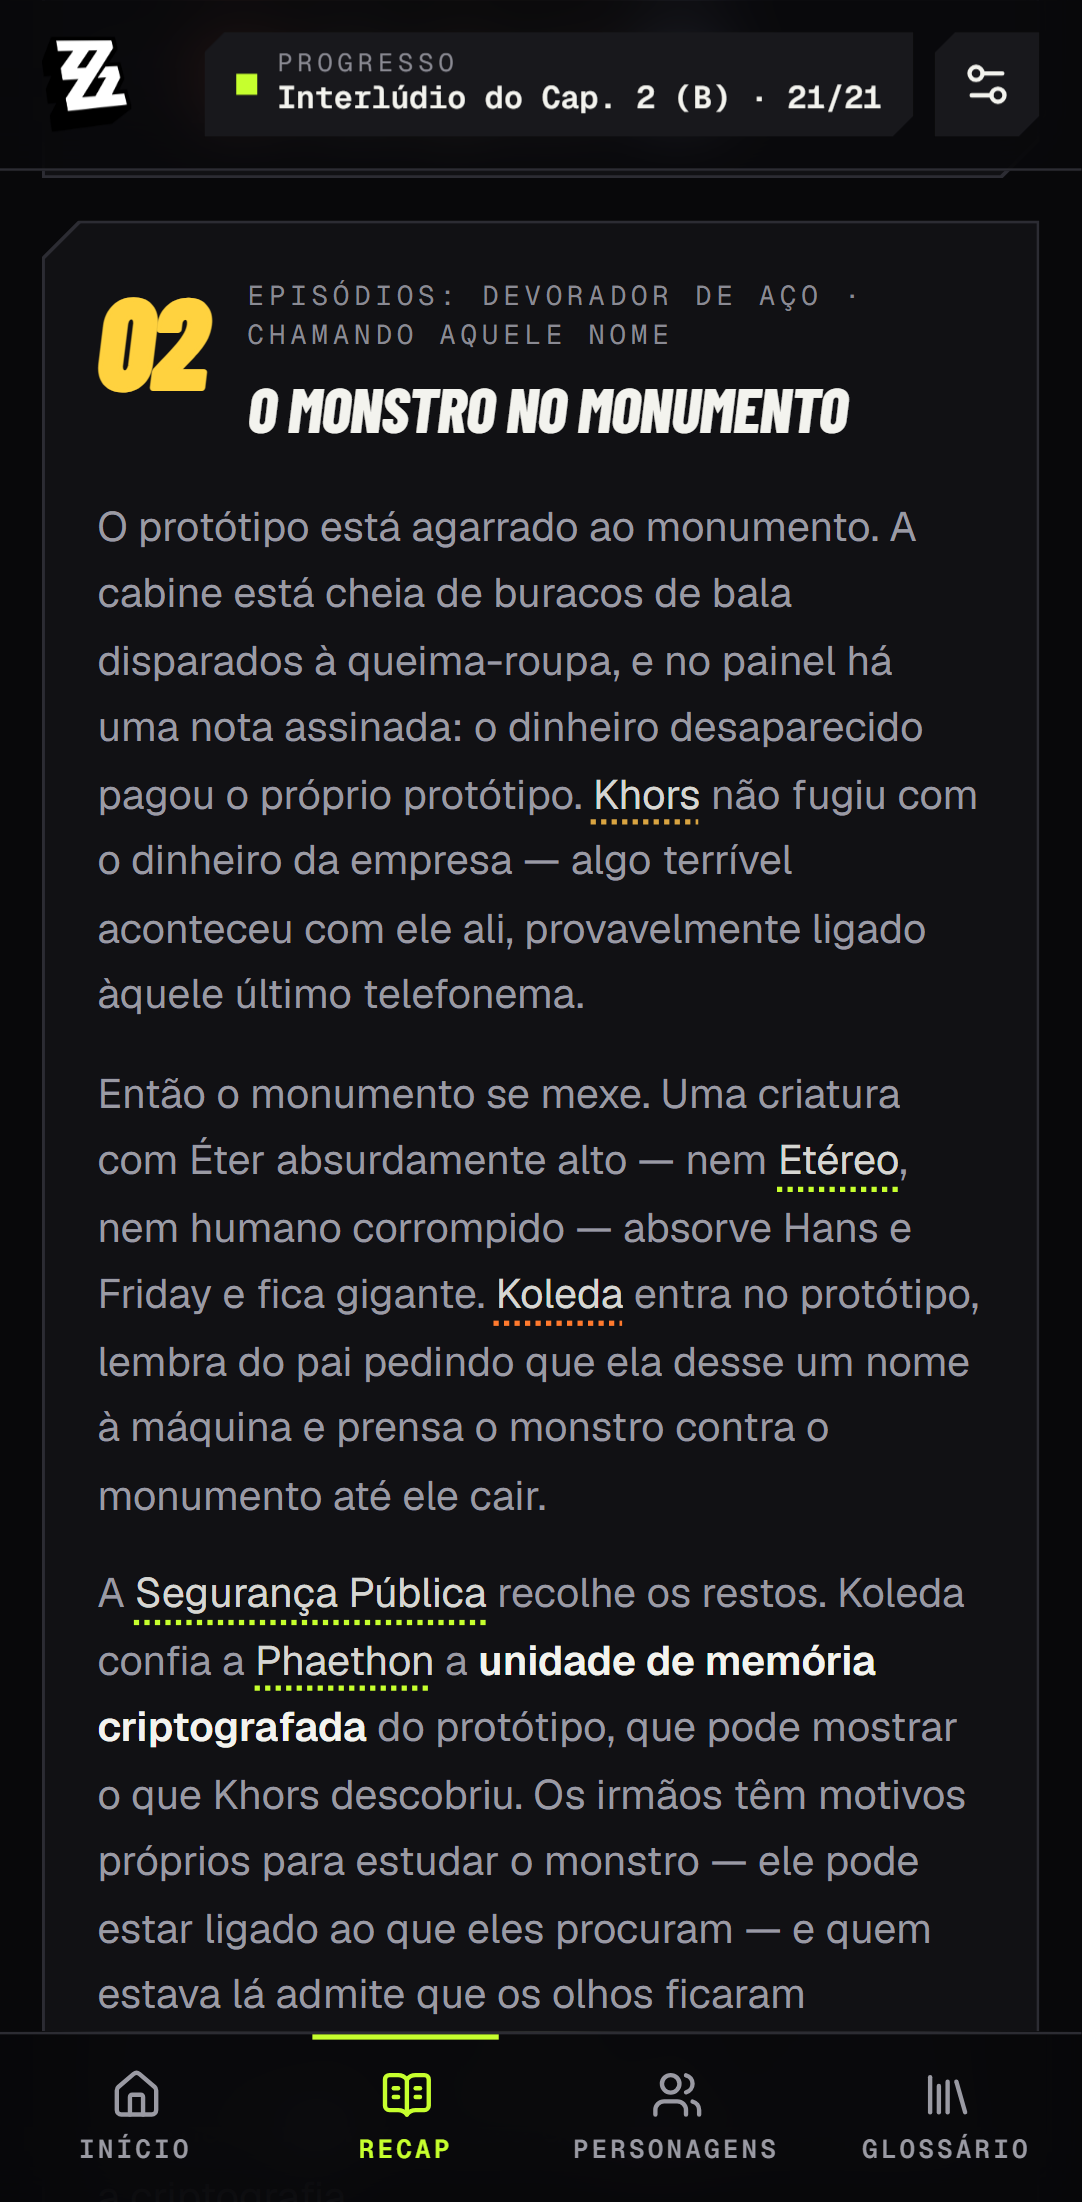 ZZZ
PROGRESSO
Interlúdio do Cap. 2 (B) · 21/21
02
EPISÓDIOS: DEVORADOR DE AÇO ·
CHAMANDO AQUELE NOME
O MONSTRO NO MONUMENTO
O protótipo está agarrado ao monumento. A
cabine está cheia de buracos de bala
disparados à queima-roupa, e no painel há
uma nota assinada: o dinheiro desaparecido
pagou o próprio protótipo. Khors não fugiu com
o dinheiro da empresa — algo terrível
aconteceu com ele ali, provavelmente ligado
àquele último telefonema.
Então o monumento se mexe. Uma criatura
com Éter absurdamente alto — nem Etéreo,
nem humano corrompido — absorve Hans e
Friday e fica gigante. Koleda entra no protótipo,
lembra do pai pedindo que ela desse um nome
à máquina e prensa o monstro contra o
monumento até ele cair.
A Segurança Pública recolhe os restos. Koleda
confia a Phaethon a unidade de memória
criptografada do protótipo, que pode mostrar
o que Khors descobriu. Os irmãos têm motivos
próprios para estudar o monstro — ele pode
estar ligado ao que eles procuram — e quem
estava lá admite que os olhos ficaram
INÍCIO
RECAP
PERSONAGENS
GLOSSÁRIO
a criptografia